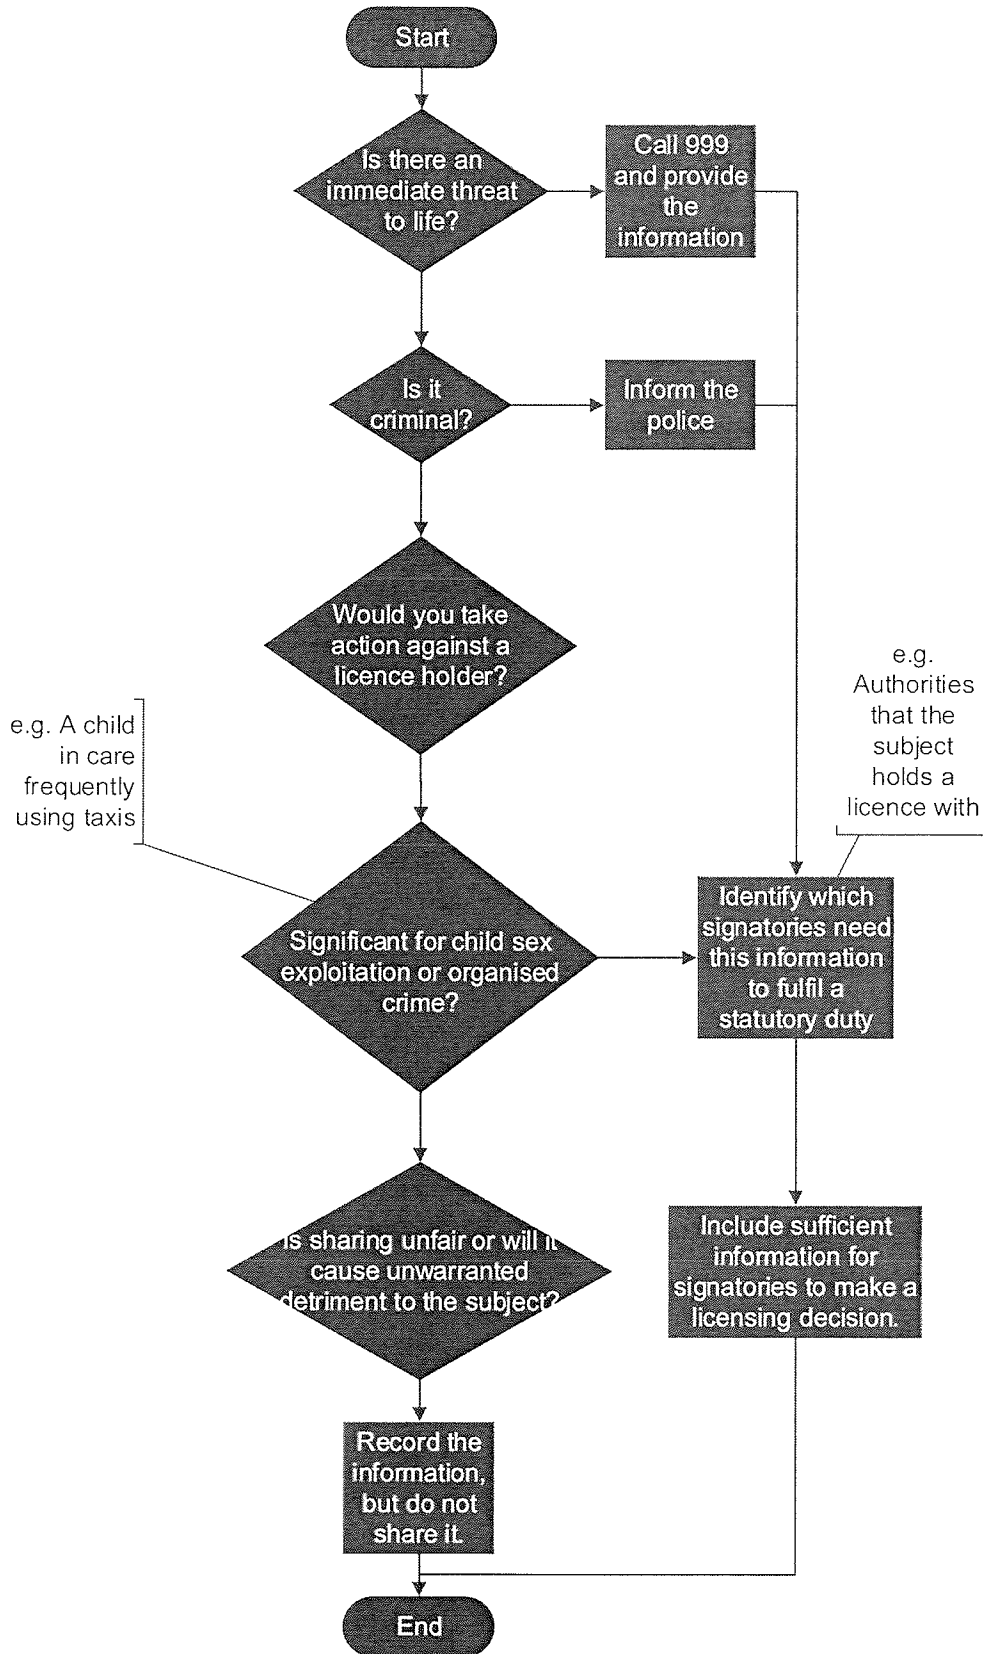 Start
Is there an
immediate threat
to life?
Call 999
and provide
the
information
Is it
criminal?
Inform the
police
Would you take
action against a
licence holder?
e.g.
Authorities
that the
subject
holds a
licence with
e.g. A child
in care
frequently
using taxis
Significant for child sex
exploitation or organised
crime?
Identify which
signatories need
this information
to fulfil a
statutory duty
Is sharing unfair or will it
cause unwarranted
detriment to the subject?
Include sufficient
information for
signatories to make a
licensing decision.
Record the
information,
but do not
share it.
End